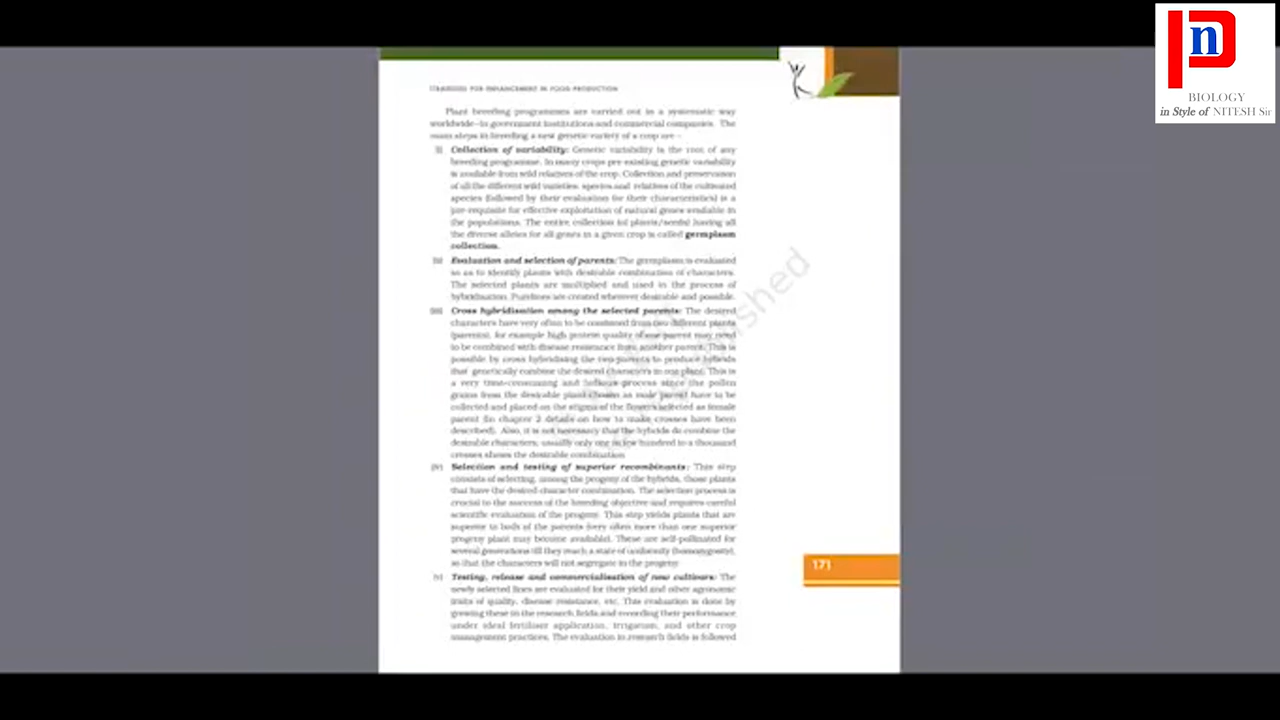 n
BIOLOGY
in Style of NITESH Sir
STRATEGIES FOR ENHANCEMENT IN FOOD PRODUCTION
Plant breeding programmes are carried out in a systematic way
worldwide–in government institutions and commercial companies. The
main steps in breeding a new genetic variety of a crop are –
(i) Collection of variability: Genetic variability is the root of any
breeding programme. In many crops pre-existing genetic variability
is available from wild relatives of the crop. Collection and preservation
of all the different wild varieties, species and relatives of the cultivated
species (followed by their evaluation for their characteristics) is a
pre-requisite for effective exploitation of natural genes available in
the populations. The entire collection (of plants/seeds) having all
the diverse alleles for all genes in a given crop is called germplasm
collection.
(ii) Evaluation and selection of parents: The germplasm is evaluated
so as to identify plants with desirable combination of characters.
The selected plants are multiplied and used in the process of
hybridisation. Purelines are created wherever desirable and possible.
(iii) Cross hybridisation among the selected parents: The desired
characters have very often to be combined from two different plants
(parents), for example high protein quality of one parent may need
to be combined with disease resistance from another parent. This is
possible by cross hybridising the two parents to produce hybrids
that genetically combine the desired characters in one plant. This is
a very time-consuming and tedious process since the pollen
grains from the desirable plant chosen as male parent have to be
collected and placed on the stigma of the flowers selected as female
parent (In chapter 2 details on how to make crosses have been
described). Also, it is not necessary that the hybrids do combine the
desirable characters; usually only one in few hundred to a thousand
crosses shows the desirable combination.
(iv) Selection and testing of superior recombinants: This step
consists of selecting, among the progeny of the hybrids, those plants
that have the desired character combination. The selection process is
crucial to the success of the breeding objective and requires careful
scientific evaluation of the progeny. This step yields plants that are
superior to both of the parents (very often more than one superior
progeny plant may become available). These are self-pollinated for
several generations till they reach a state of uniformity (homozygosity),
so that the characters will not segregate in the progeny.
(v) Testing, release and commercialisation of new cultivars: The
newly selected lines are evaluated for their yield and other agronomic
traits of quality, disease resistance, etc. This evaluation is done by
growing these in the research fields and recording their performance
under ideal fertiliser application, irrigation, and other crop
management practices. The evaluation in research fields is followed
171